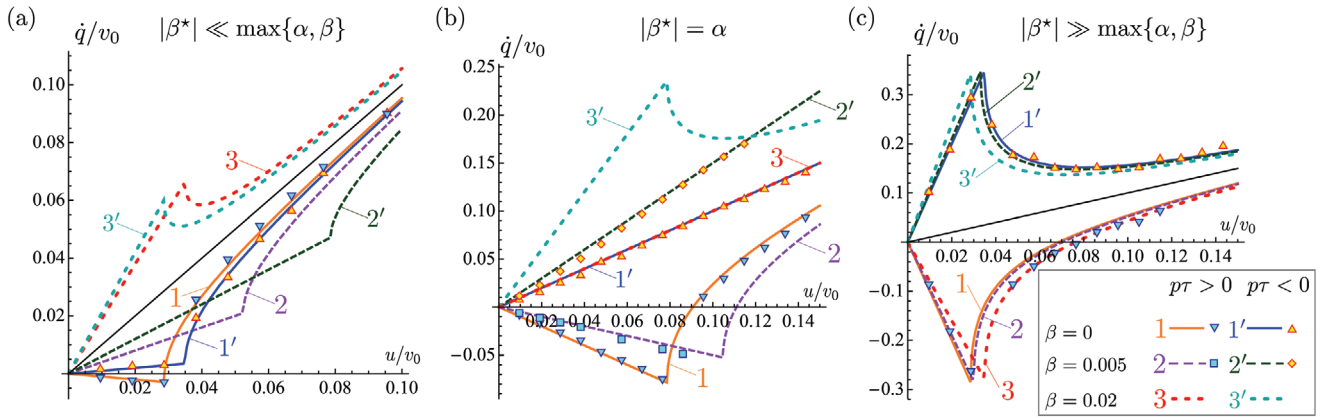 (a) |β*| ≪ max{α, β}
q̇/v₀
0.10
0.08
0.06
0.04
0.02
0.02 0.04 0.06 0.08 0.10
u/v₀
3
3′
2′
1
2
1′
(b) |β*| = α
q̇/v₀
0.25
0.20
0.15
0.10
0.05
−0.05
0.02 0.04 0.06 0.08 0.10 0.12 0.14
u/v₀
3′
2′
3
1′
2
1
(c) |β*| ≫ max{α, β}
q̇/v₀
0.3
0.2
0.1
-0.1
-0.2
-0.3
0.02 0.04 0.06 0.08 0.10 0.12 0.14
u/v₀
2′
1′
3′
1
2
3
pτ > 0 pτ < 0
β = 0 1 1′
β = 0.005 2 2′
β = 0.02 3 3′